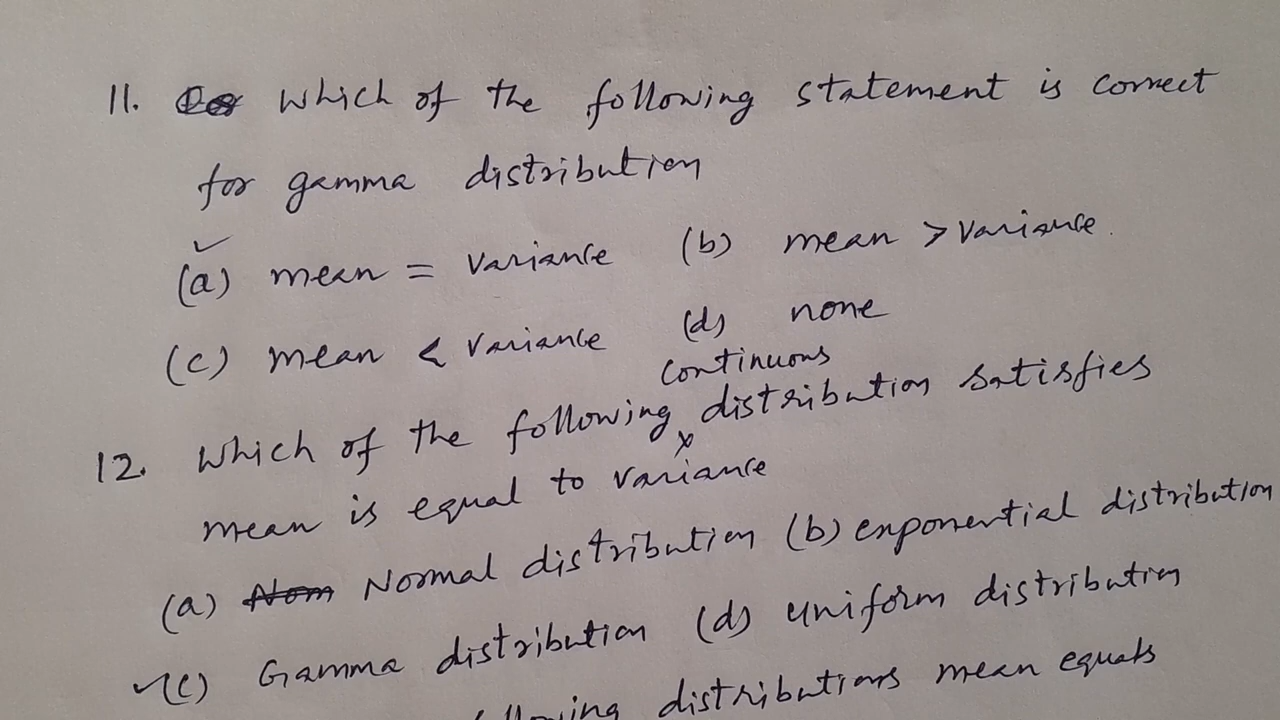 11. Which of the following statement is correct
for gamma distribution
(a) mean = variance (b) mean > variance.
(c) mean < variance (d) none
continuous
12. Which of the following distribution satisfies
mean is equal to variance
(a) Normal distribution (b) exponential distribution
(c) Gamma distribution (d) uniform distribution
following distributions mean equals